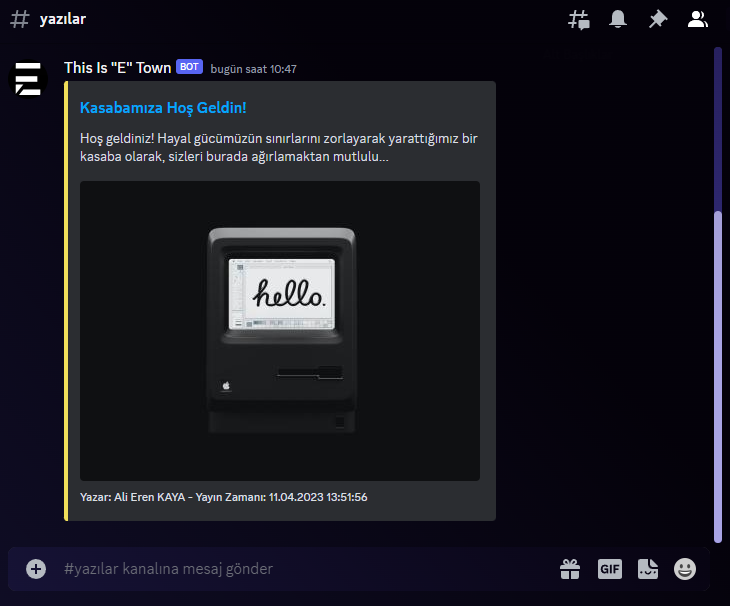 yazılar
This Is "E" Town BOT bugün saat 10:47
Kasabamıza Hoş Geldin!
Hoş geldiniz! Hayal gücümüzün sınırlarını zorlayarak yarattığımız bir
kasaba olarak, sizleri burada ağırlamaktan mutlulu...
hello.
Yazar: Ali Eren KAYA - Yayın Zamanı: 11.04.2023 13:51:56
#yazılar kanalına mesaj gönder
GIF